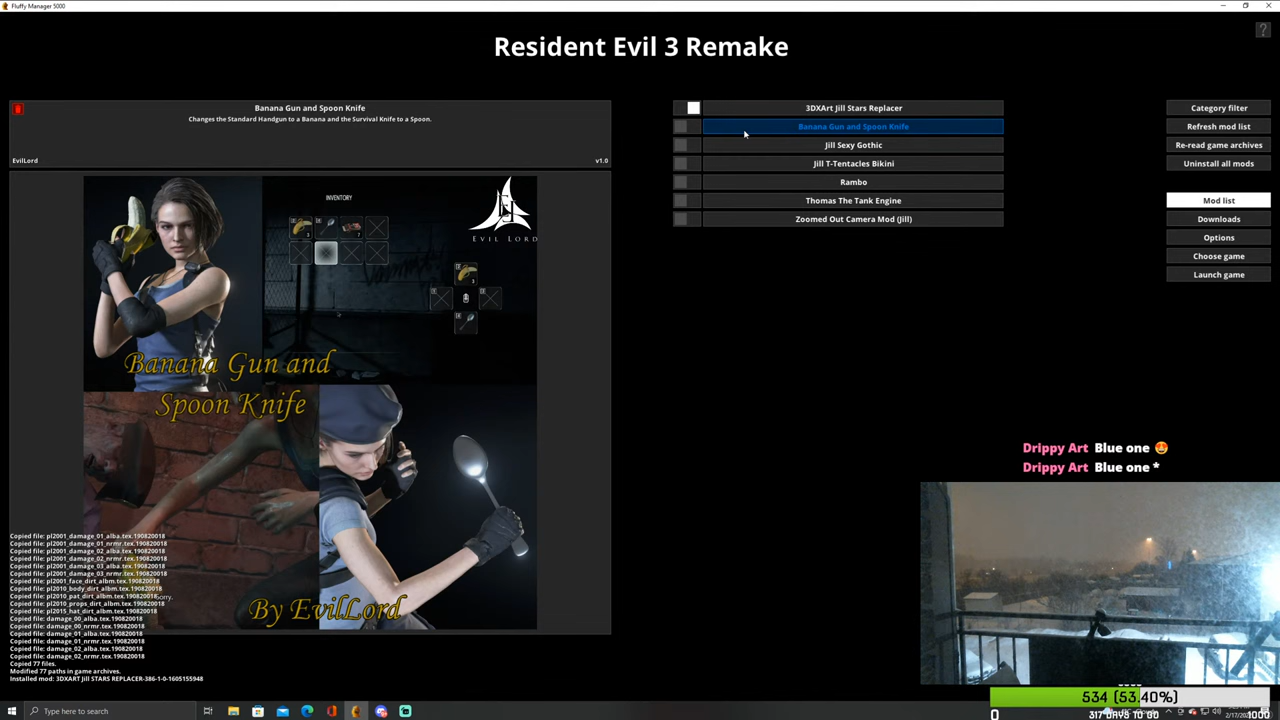 Fluffy Manager 5000
Resident Evil 3 Remake
?
Banana Gun and Spoon Knife
Changes the Standard Handgun to a Banana and the Survival Knife to a Spoon.
EvilLord
v1.0
INVENTORY
EVIL LORD
Banana Gun and
Spoon Knife
By EvilLord
3DXArt Jill Stars Replacer
Banana Gun and Spoon Knife
Jill Sexy Gothic
Jill T-Tentacles Bikini
Rambo
Thomas The Tank Engine
Zoomed Out Camera Mod (Jill)
Category filter
Refresh mod list
Re-read game archives
Uninstall all mods
Mod list
Downloads
Options
Choose game
Launch game
Copied file: pl2001_damage_01_alba.tex.190820018
Copied file: pl2001_damage_01_nrmr.tex.190820018
Copied file: pl2001_damage_02_alba.tex.190820018
Copied file: pl2001_damage_02_nrmr.tex.190820018
Copied file: pl2001_damage_03_alba.tex.190820018
Copied file: pl2001_damage_03_nrmr.tex.190820018
Copied file: pl2001_face_dirt_albm.tex.190820018
Copied file: pl2010_body_dirt_albm.tex.190820018
Copied file: pl2010_pat_dirt_albm.tex.190820018
Copied file: pl2010_props_dirt_albm.tex.190820018
Copied file: pl2015_hat_dirt_albm.tex.190820018
Copied file: damage_00_alba.tex.190820018
Copied file: damage_00_nrmr.tex.190820018
Copied file: damage_01_alba.tex.190820018
Copied file: damage_01_nrmr.tex.190820018
Copied file: damage_02_alba.tex.190820018
Copied file: damage_02_nrmr.tex.190820018
Copied 77 files.
Modified 77 paths in game archives.
Installed mod: 3DXART Jill STARS REPLACER-386-1-0-1605155948
Drippy Art Blue one 😍
Drippy Art Blue one *
534 (53.40%)
0
317 DAYS TO GO
1000
Type here to search